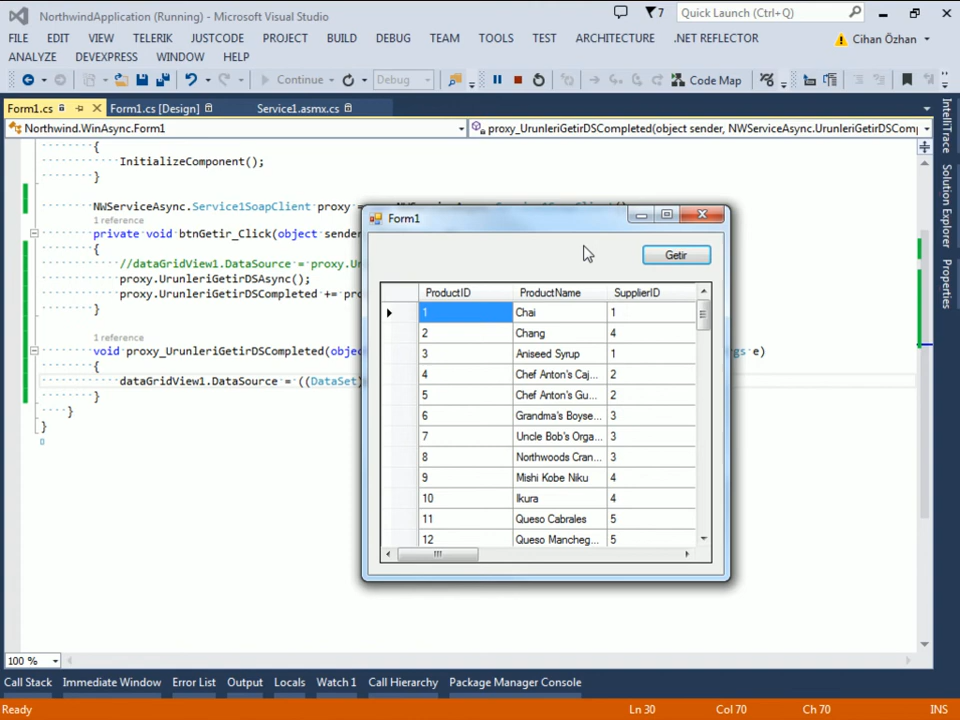 NorthwindApplication (Running) - Microsoft Visual Studio
7
Quick Launch (Ctrl+Q)
FILE EDIT VIEW TELERIK JUSTCODE PROJECT BUILD DEBUG TEAM TOOLS TEST ARCHITECTURE .NET REFLECTOR
Cihan Özhan
ANALYZE DEVEXPRESS WINDOW HELP
Continue Debug Code Map
Form1.cs Form1.cs [Design] Service1.asmx.cs
Northwind.WinAsync.Form1 proxy_UrunleriGetirDSCompleted(object sender, NWServiceAsync.UrunleriGetirDSComp
{
InitializeComponent();
}
NWServiceAsync.Service1SoapClient proxy
1 reference
private void btnGetir_Click(object sender
{
//dataGridView1.DataSource = proxy.
proxy.UrunleriGetirDSAsync();
proxy.UrunleriGetirDSCompleted +=
}
1 reference
void proxy_UrunleriGetirDSCompleted( e)
{
dataGridView1.DataSource = ((DataSet)
}
}
}
Form1
Getir
ProductID ProductName SupplierID
1 Chai 1
2 Chang 4
3 Aniseed Syrup 1
4 Chef Anton's Caj... 2
5 Chef Anton's Gu... 2
6 Grandma's Boyse... 3
7 Uncle Bob's Orga... 3
8 Northwoods Cran... 3
9 Mishi Kobe Niku 4
10 Ikura 4
11 Queso Cabrales 5
12 Queso Mancheg... 5
IntelliTrace
Solution Explorer
Properties
100 %
Call Stack Immediate Window Error List Output Locals Watch 1 Call Hierarchy Package Manager Console
Ready Ln 30 Col 70 Ch 70 INS